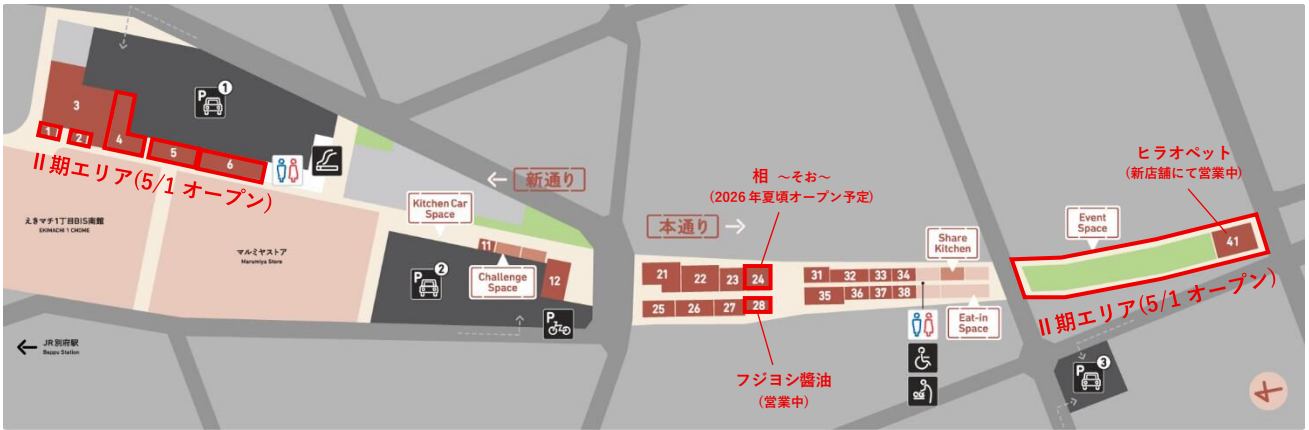 P 1
3
1
2
4
5
6
Ⅱ期エリア(5/1 オープン)
えきマチ1丁目BIS南館
EKIMACHI 1 CHOME
マルミヤストア
Marumiya Store
← 新通り
Kitchen Car
Space
11
Challenge
Space
12
P 2
P
← JR別府駅
Beppu Station
本通り →
相 ~そお~
(2026年夏頃オープン予定)
21
22
23
24
25
26
27
28
フジヨシ醬油
(営業中)
31
32
33
34
35
36
37
38
Share
Kitchen
Eat-in
Space
ヒラオペット
(新店舗にて営業中)
Event
Space
41
Ⅱ期エリア(5/1 オープン)
P 3